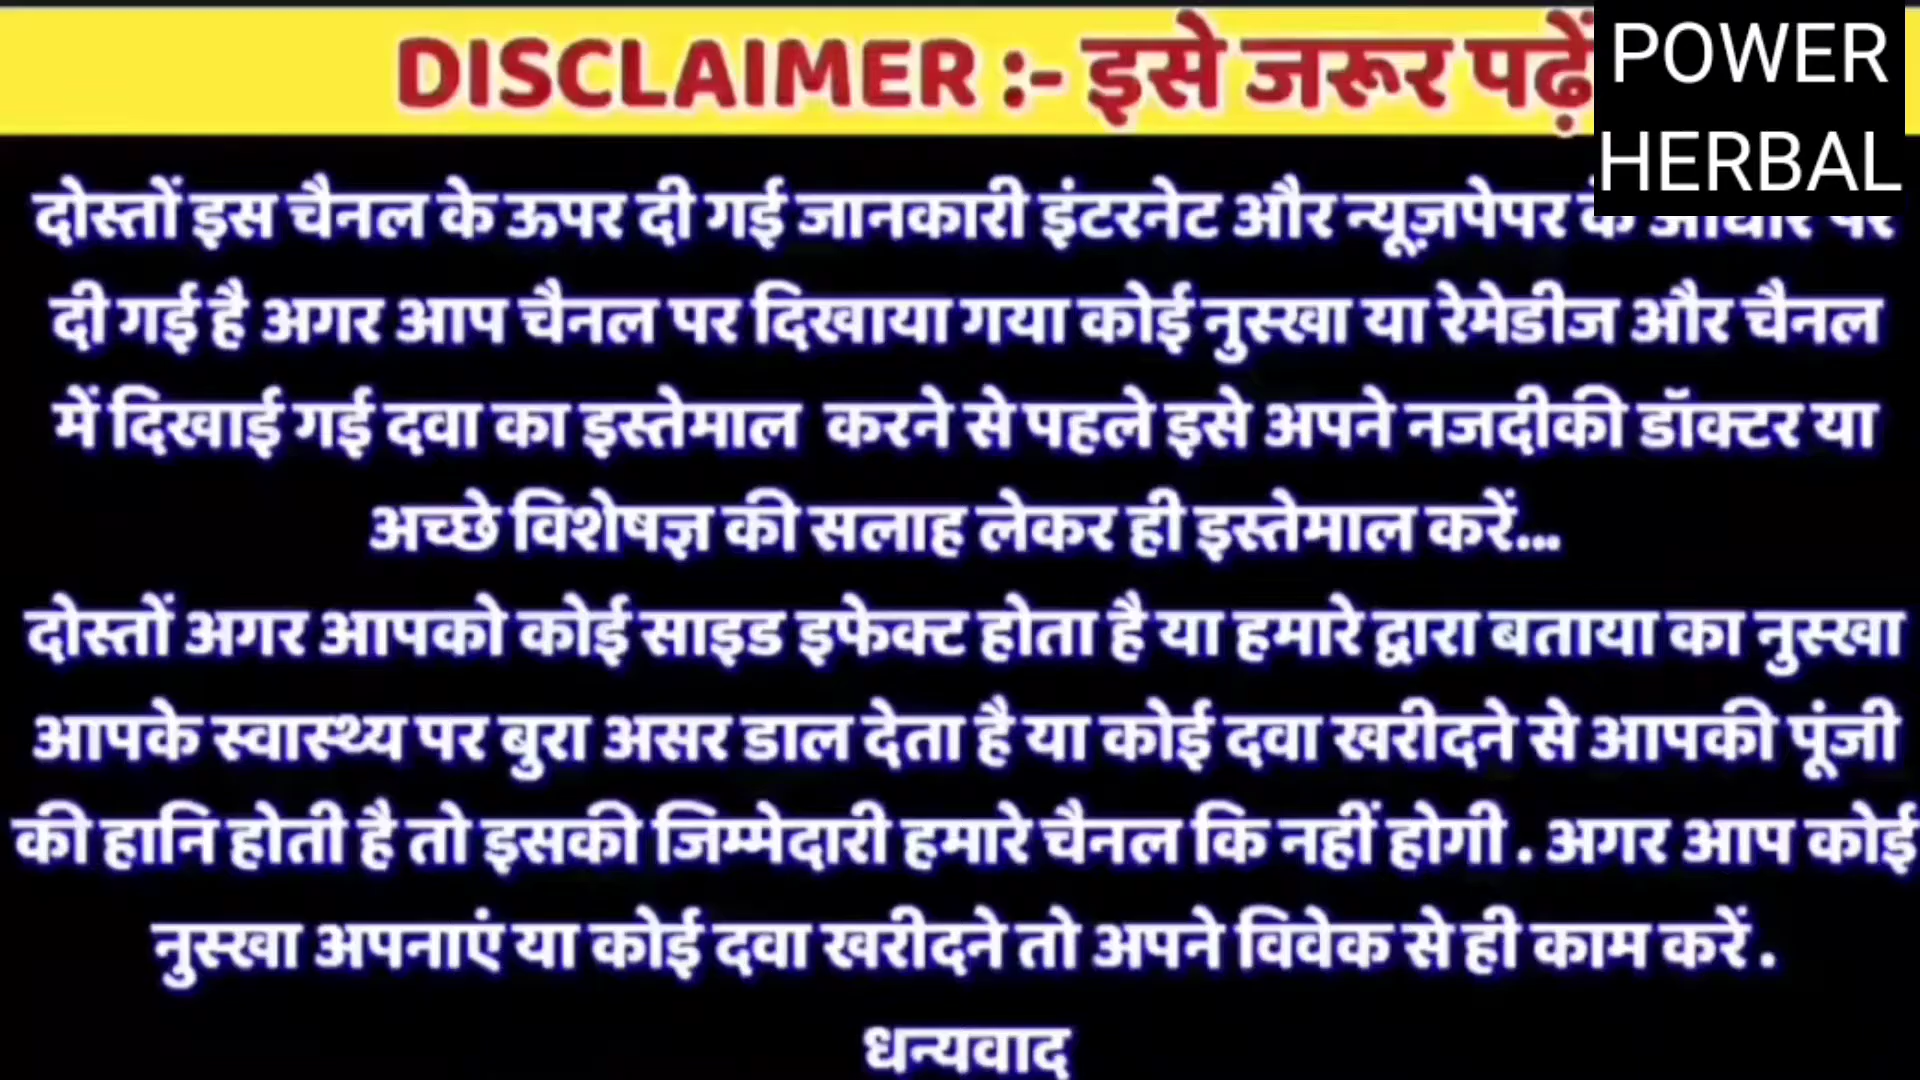 DISCLAIMER :- इसे जरूर पढ़ें
POWER
HERBAL
दोस्तों इस चैनल के ऊपर दी गई जानकारी इंटरनेट और न्यूज़पेपर के आधार पर
दी गई है अगर आप चैनल पर दिखाया गया कोई नुस्खा या रेमेडीज और चैनल
में दिखाई गई दवा का इस्तेमाल करने से पहले इसे अपने नजदीकी डॉक्टर या
अच्छे विशेषज्ञ की सलाह लेकर ही इस्तेमाल करें...
दोस्तों अगर आपको कोई साइड इफेक्ट होता है या हमारे द्वारा बताया का नुस्खा
आपके स्वास्थ्य पर बुरा असर डाल देता है या कोई दवा खरीदने से आपकी पूंजी
की हानि होती है तो इसकी जिम्मेदारी हमारे चैनल कि नहीं होगी . अगर आप कोई
नुस्खा अपनाएं या कोई दवा खरीदने तो अपने विवेक से ही काम करें .
धन्यवाद